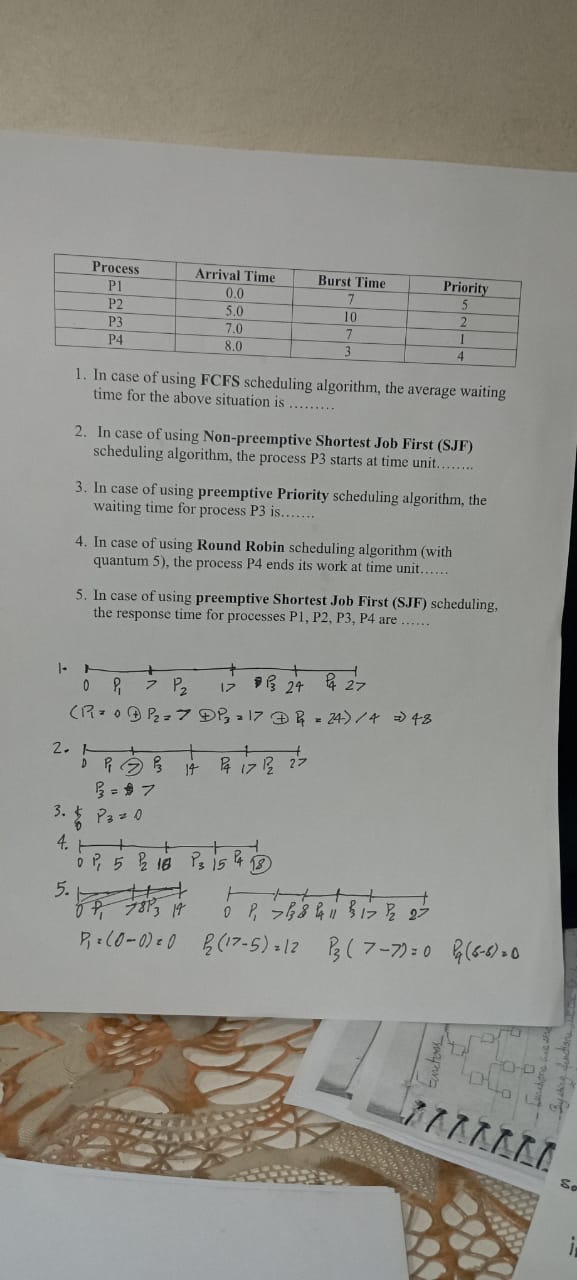 Process Arrival Time Burst Time Priority
P1 0.0 7 5
P2 5.0 10 2
P3 7.0 7 1
P4 8.0 3 4
1. In case of using FCFS scheduling algorithm, the average waiting
time for the above situation is .........
2. In case of using Non-preemptive Shortest Job First (SJF)
scheduling algorithm, the process P3 starts at time unit........
3. In case of using preemptive Priority scheduling algorithm, the
waiting time for process P3 is.......
4. In case of using Round Robin scheduling algorithm (with
quantum 5), the process P4 ends its work at time unit......
5. In case of using preemptive Shortest Job First (SJF) scheduling,
the response time for processes P1, P2, P3, P4 are ......
1-
0 P1 7 P2 17 P3 24 P4 27
(P1 = 0 + P2 = 7 + P3 = 17 + P4 = 24) / 4 ⇒ 48
2.
0 P1 7 P3 14 P4 17 P2 27
P3 = 7
3. P3 = 0
4.
0 P1 5 P2 10 P3 15 P4 18
5.
0 P1 7 8 P3 14 0 P1 7 P3 8 P4 11 P3 17 P2 27
P1 = (0-0) = 0 P2 (17-5) = 12 P3 (7-7) = 0 P4 (8-8) = 0
Function